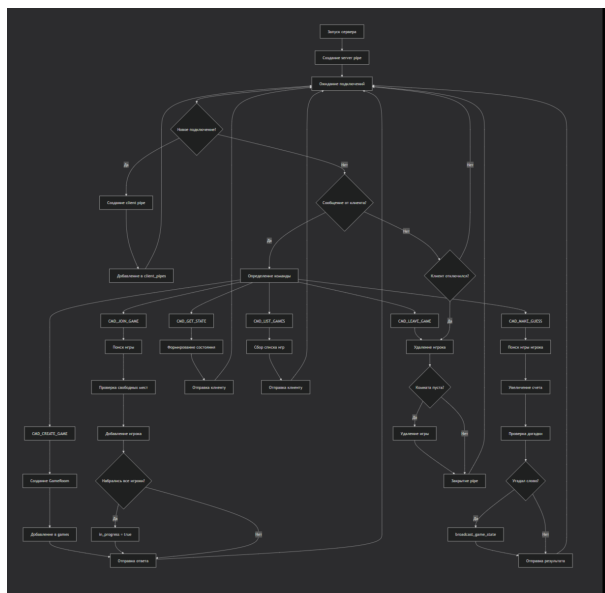 Запуск сервера
Создание server pipe
Ожидание подключений
Новое подключение?
Да
Нет
Создание client pipe
Сообщение от клиента?
Добавление в client_pipes
Да
Нет
Определение команды
Клиент отключился?
Нет
Да
CMD_JOIN_GAME
CMD_GET_STATE
CMD_LIST_GAMES
CMD_LEAVE_GAME
CMD_MAKE_GUESS
Поиск игры
Формирование состояния
Сбор списка игр
Удаление игрока
Поиск игры игрока
Проверка свободных мест
Отправка клиенту
Отправка клиенту
Комната пуста?
Увеличение счета
Да
Нет
CMD_CREATE_GAME
Добавление игрока
Удаление игры
Проверка догадки
Создание GameRoom
Набралось все игроки?
Закрытие pipe
Угадал слово?
Да
Нет
Да
Нет
Добавление в games
in_progress = true
broadcast_game_state
Отправка ответа
Отправка результата